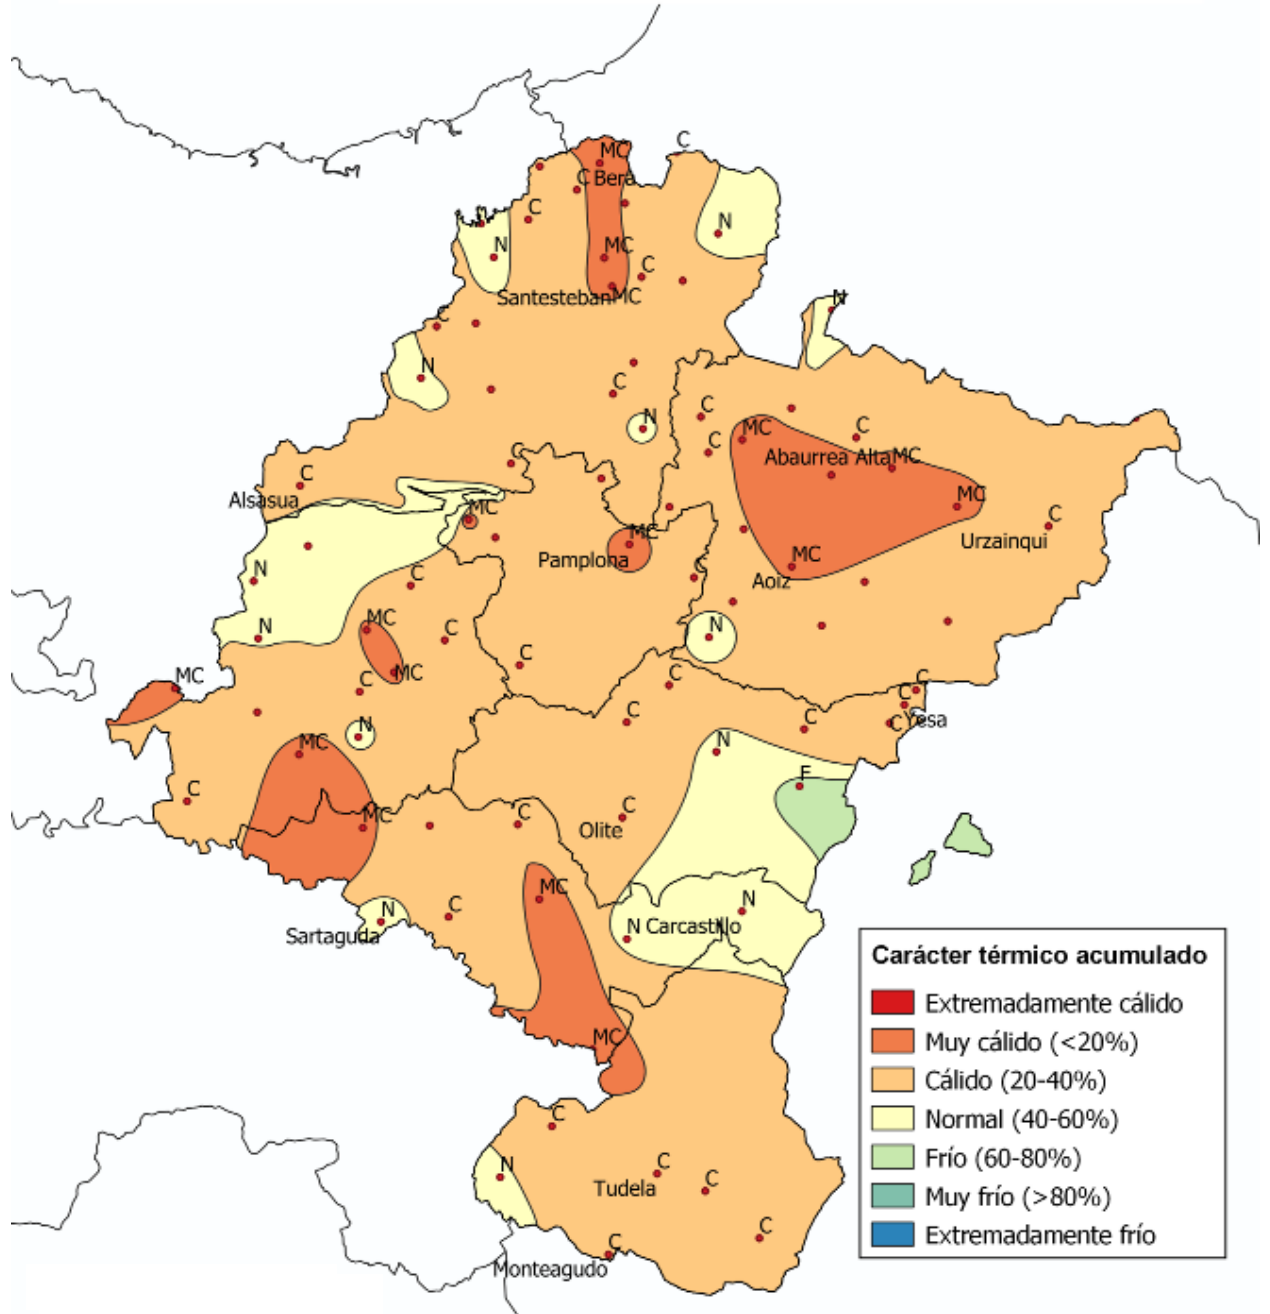 MC
C
C Bera
C
N
N
MC
C
Santesteban MC
N
C
N
C
N
C
MC
C
C
Abaurrea Alta MC
C
C
Alsasua
MC
MC
C
Urzainqui
MC
Pamplona
MC
Aoiz
N
C
C
MC
C
N
N
MC
MC
C
C
C
C
C Yesa
C
C
N
MC
N
F
C
MC
C
C
Olite
MC
N
C
N
N Carcastillo
Sartaguda
MC
C
N
C
C
Tudela
C
C
Monteagudo
Carácter térmico acumulado
Extremadamente cálido
Muy cálido (<20%)
Cálido (20-40%)
Normal (40-60%)
Frío (60-80%)
Muy frío (>80%)
Extremadamente frío